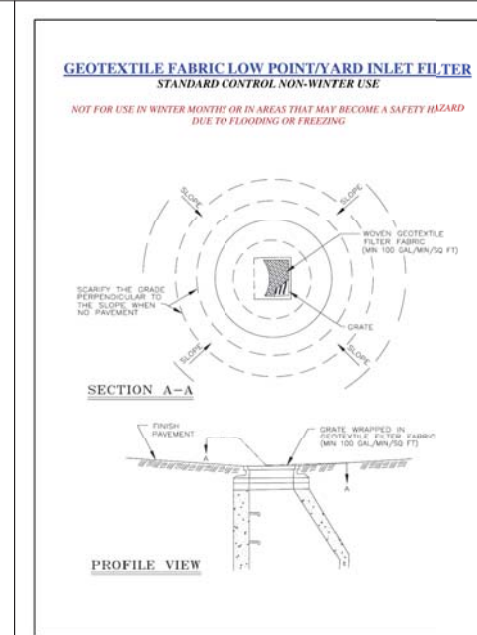 GEOTEXTILE FABRIC LOW POINT/YARD INLET FILTER
STANDARD CONTROL NON-WINTER USE
NOT FOR USE IN WINTER MONTHS OR IN AREAS THAT MAY BECOME A SAFETY HAZARD
DUE TO FLOODING OR FREEZING
SLOPE
SLOPE
WOVEN GEOTEXTILE
FILTER FABRIC
(MIN 100 GAL/MIN/SQ FT)
SCARIFY THE GRADE
PERPENDICULAR TO
THE SLOPE WHEN
NO PAVEMENT
GRATE
SLOPE
SLOPE
SECTION A-A
FINISH
PAVEMENT
GRATE WRAPPED IN
GEOTEXTILE FILTER FABRIC
(MIN 100 GAL/MIN/SQ FT)
A
A
PROFILE VIEW